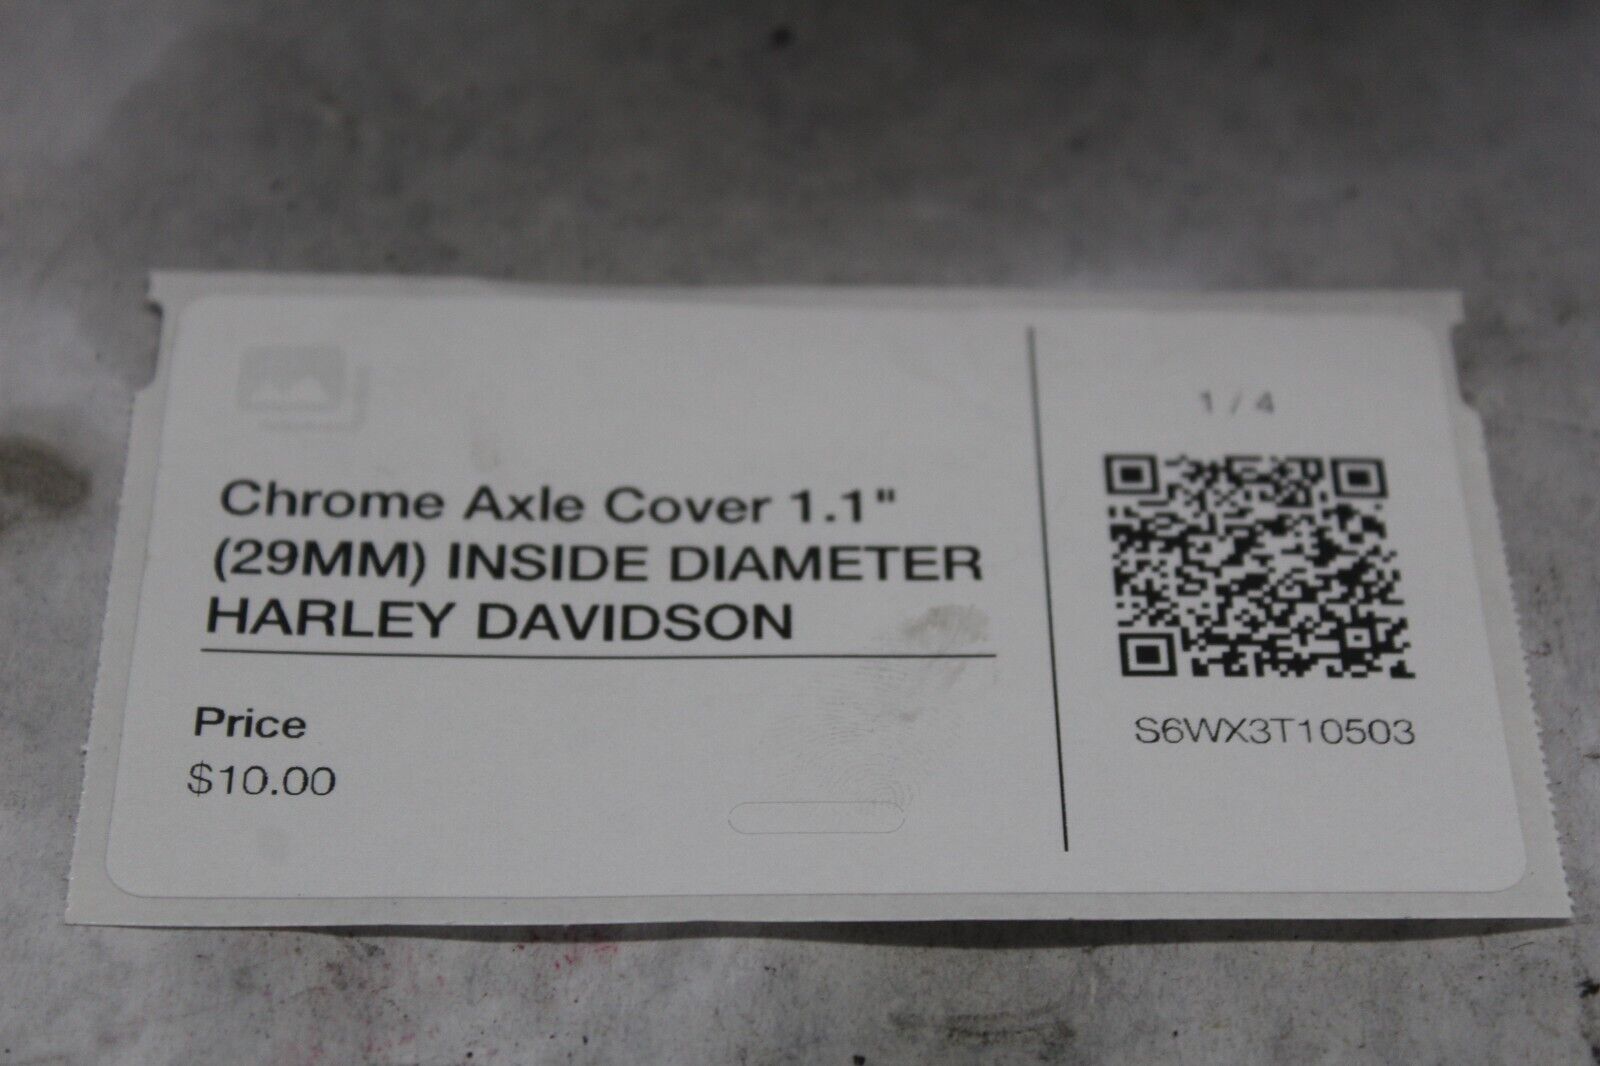 Chrome Axle Cover 1.1"
(29MM) INSIDE DIAMETER
HARLEY DAVIDSON
Price
$10.00
1 / 4
S6WX3T10503